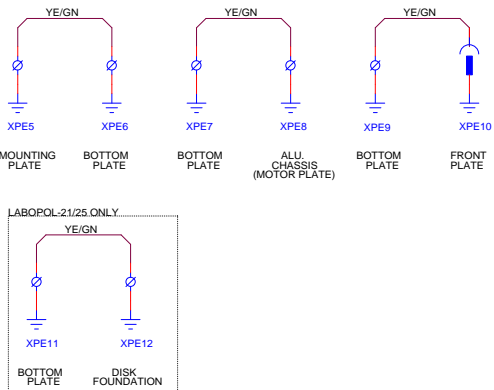 YE/GN YE/GN YE/GN
XPE5 XPE6 XPE7 XPE8 XPE9 XPE10
MOUNTING PLATE
BOTTOM PLATE
BOTTOM PLATE
ALU. CHASSIS (MOTOR PLATE)
BOTTOM PLATE
FRONT PLATE
LABOPOL-21/25 ONLY
YE/GN
XPE11 XPE12
BOTTOM PLATE
DISK FOUNDATION